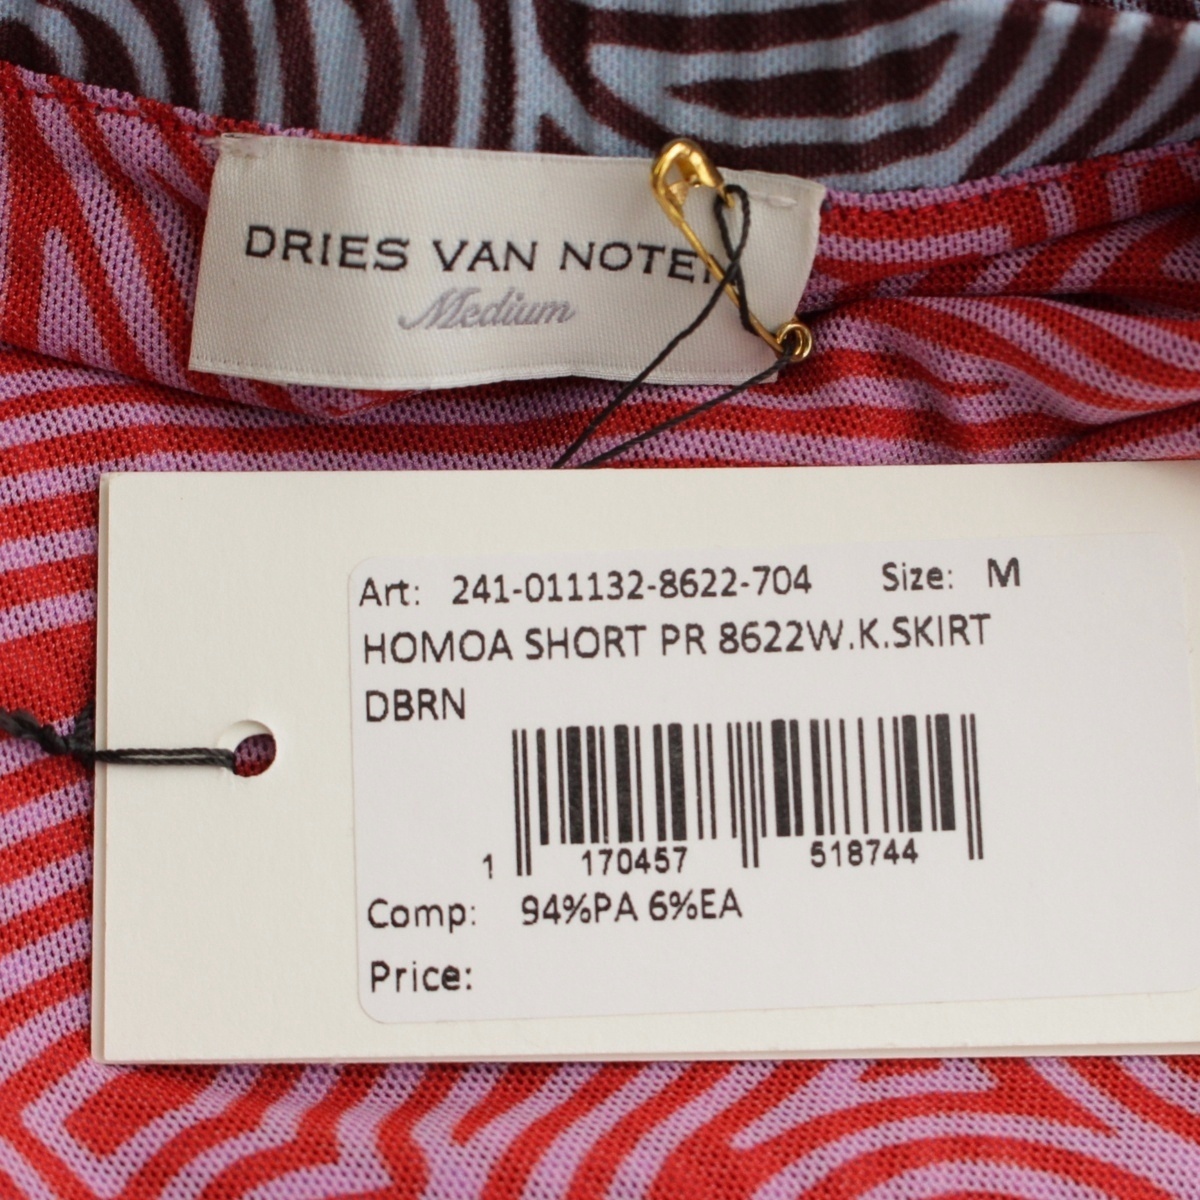 DRIES VAN NOTEN
Medium
Art: 241-011132-8622-704 Size: M
HOMOA SHORT PR 8622W.K.SKIRT
DBRN
1 170457 518744
Comp: 94%PA 6%EA
Price: